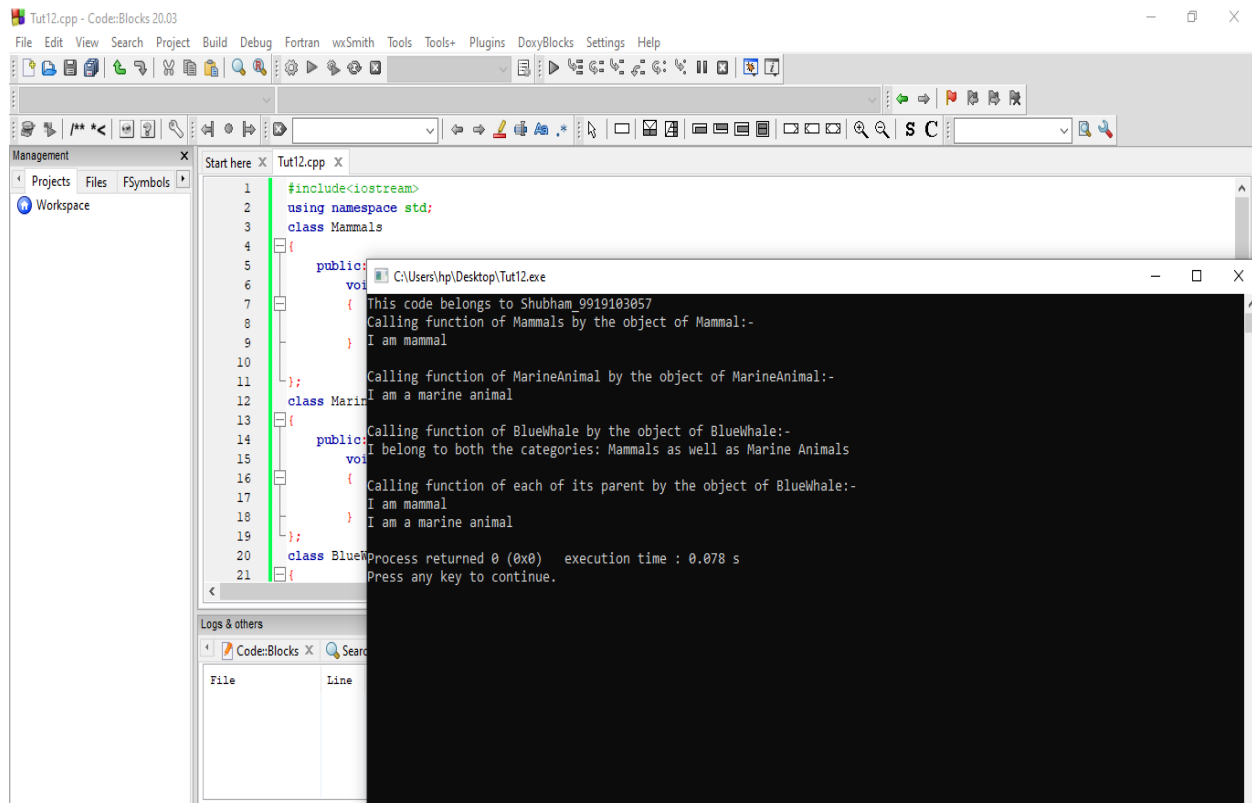 Tut12.cpp - Code::Blocks 20.03
File Edit View Search Project Build Debug Fortran wxSmith Tools Tools+ Plugins DoxyBlocks Settings Help
/** *<
S C
Management X
Projects Files FSymbols
Workspace
Start here X Tut12.cpp X
1 #include<iostream>
2 using namespace std;
3 class Mammals
4 {
5 public:
6 voi
7 {
8
9 }
10
11 };
12 class Marin
13 {
14 public:
15 voi
16 {
17
18 }
19 };
20 class BlueW
21 {
C:\Users\hp\Desktop\Tut12.exe
This code belongs to Shubham_9919103057
Calling function of Mammals by the object of Mammal:-
I am mammal
Calling function of MarineAnimal by the object of MarineAnimal:-
I am a marine animal
Calling function of BlueWhale by the object of BlueWhale:-
I belong to both the categories: Mammals as well as Marine Animals
Calling function of each of its parent by the object of BlueWhale:-
I am mammal
I am a marine animal
Process returned 0 (0x0) execution time : 0.078 s
Press any key to continue.
Logs & others
Code::Blocks X Searc
File Line